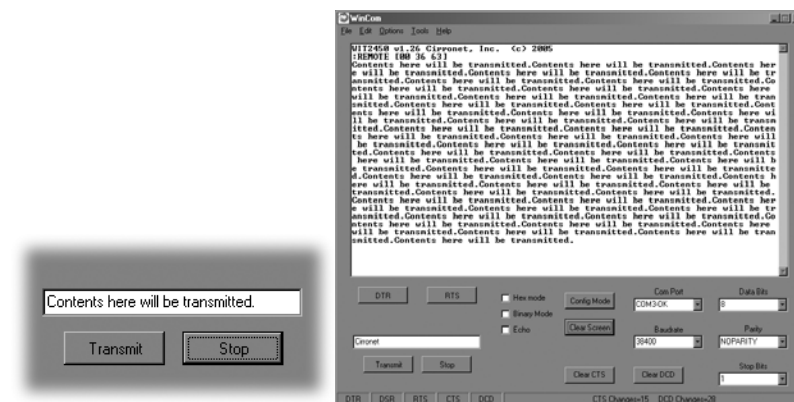 Contents here will be transmitted.
Transmit Stop
WinCom
File Edit Options Tools Help
WIT2450 v1.26 Cirronet, Inc. (c) 2005
:REMOTE [00 36 63]
Contents here will be transmitted.Contents here will be transmitted.Contents her
e will be transmitted.Contents here will be transmitted.Contents here will be tr
ansmitted.Contents here will be transmitted.Contents here will be transmitted.Co
ntents here will be transmitted.Contents here will be transmitted.Contents here
will be transmitted.Contents here will be transmitted.Contents here will be tran
smitted.Contents here will be transmitted.Contents here will be transmitted.Cont
ents here will be transmitted.Contents here will be transmitted.Contents here wi
ll be transmitted.Contents here will be transmitted.Contents here will be transm
itted.Contents here will be transmitted.Contents here will be transmitted.Conten
ts here will be transmitted.Contents here will be transmitted.Contents here will
be transmitted.Contents here will be transmitted.Contents here will be transmit
ted.Contents here will be transmitted.Contents here will be transmitted.Contents
here will be transmitted.Contents here will be transmitted.Contents here will b
e transmitted.Contents here will be transmitted.Contents here will be transmitte
d.Contents here will be transmitted.Contents here will be transmitted.Contents h
ere will be transmitted.Contents here will be transmitted.Contents here will be
transmitted.Contents here will be transmitted.Contents here will be transmitted.
Contents here will be transmitted.Contents here will be transmitted.Contents her
e will be transmitted.Contents here will be transmitted.Contents here will be tr
ansmitted.Contents here will be transmitted.Contents here will be transmitted.Co
ntents here will be transmitted.Contents here will be transmitted.Contents here
will be transmitted.Contents here will be transmitted.Contents here will be tran
smitted.Contents here will be transmitted.
DTR RTS
Hex mode
Binary Mode
Echo
Config Mode
Clear Screen
Com Port
COM3-OK
Data Bits
8
Baudrate
38400
Parity
NOPARITY
Cirronet
Transmit Stop
Clear CTS Clear DCD
Stop Bits
1
DTR DSR RTS CTS DCD CTS Changes=15 DCD Changes=28